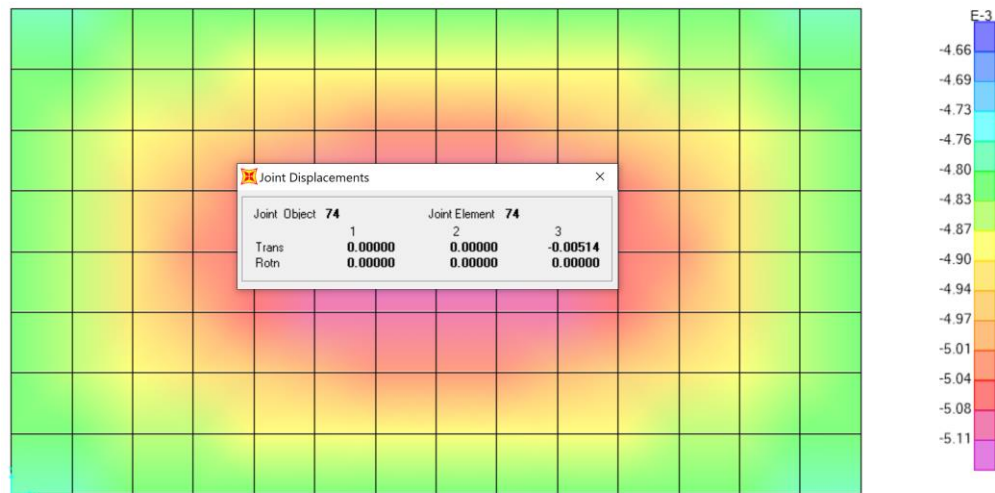 E-3
-4.66
-4.69
-4.73
-4.76
-4.80
-4.83
-4.87
-4.90
-4.94
-4.97
-5.01
-5.04
-5.08
-5.11
Joint Displacements
Joint Object 74 Joint Element 74
1 2 3
Trans 0.00000 0.00000 -0.00514
Rotn 0.00000 0.00000 0.00000